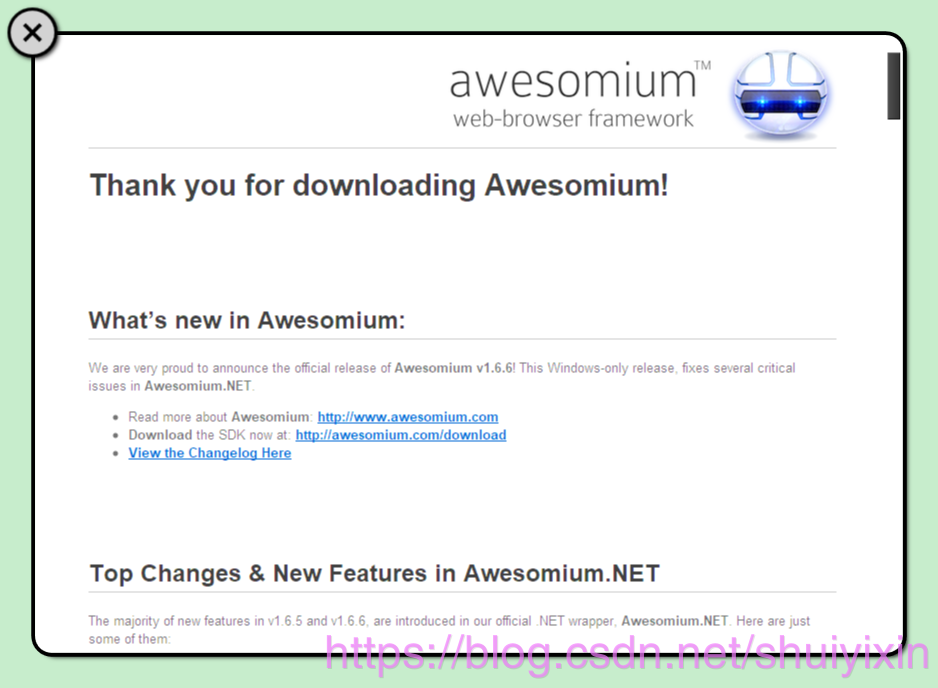 awesomium™
web-browser framework
Thank you for downloading Awesomium!
What’s new in Awesomium:
We are very proud to announce the official release of Awesomium v1.6.6! This Windows-only release, fixes several critical
issues in Awesomium.NET.
• Read more about Awesomium: http://www.awesomium.com
• Download the SDK now at: http://awesomium.com/download
• View the Changelog Here
Top Changes & New Features in Awesomium.NET
The majority of new features in v1.6.5 and v1.6.6, are introduced in our official .NET wrapper, Awesomium.NET. Here are just
some of them:
https://blog.csdn.net/shuiyixin